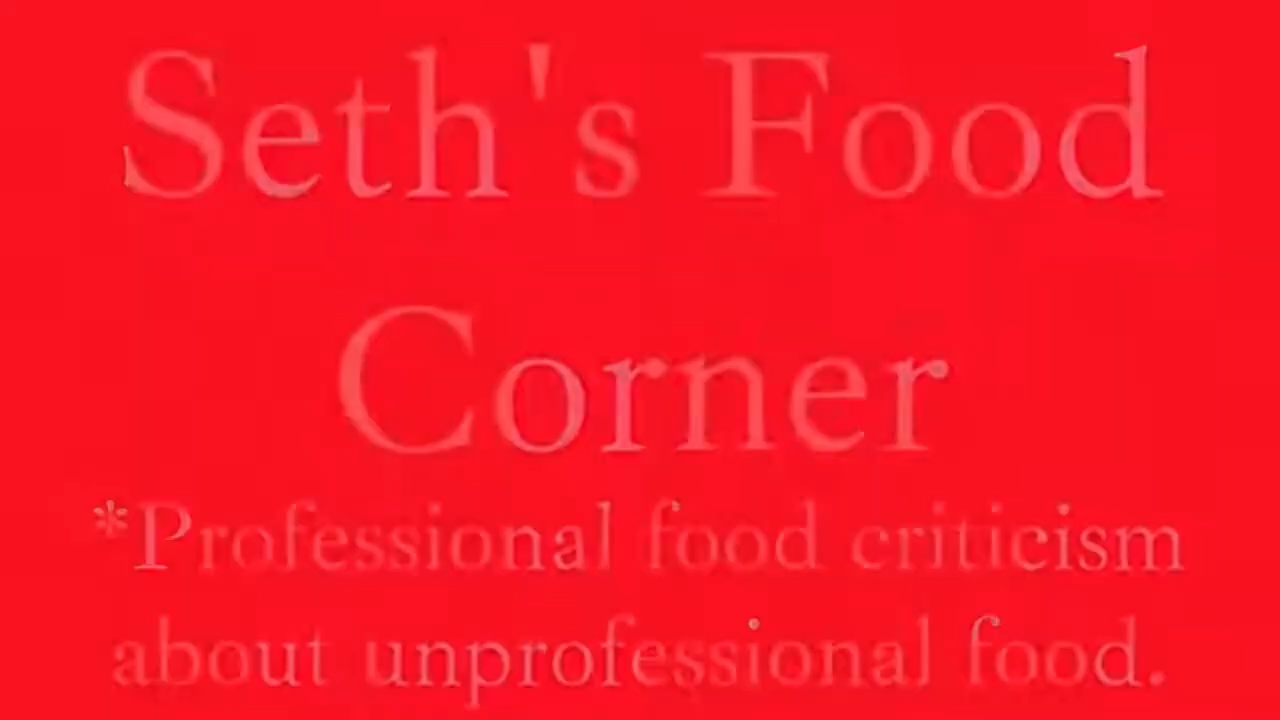 Seth's Food
Corner
*Professional food criticism
about unprofessional food.